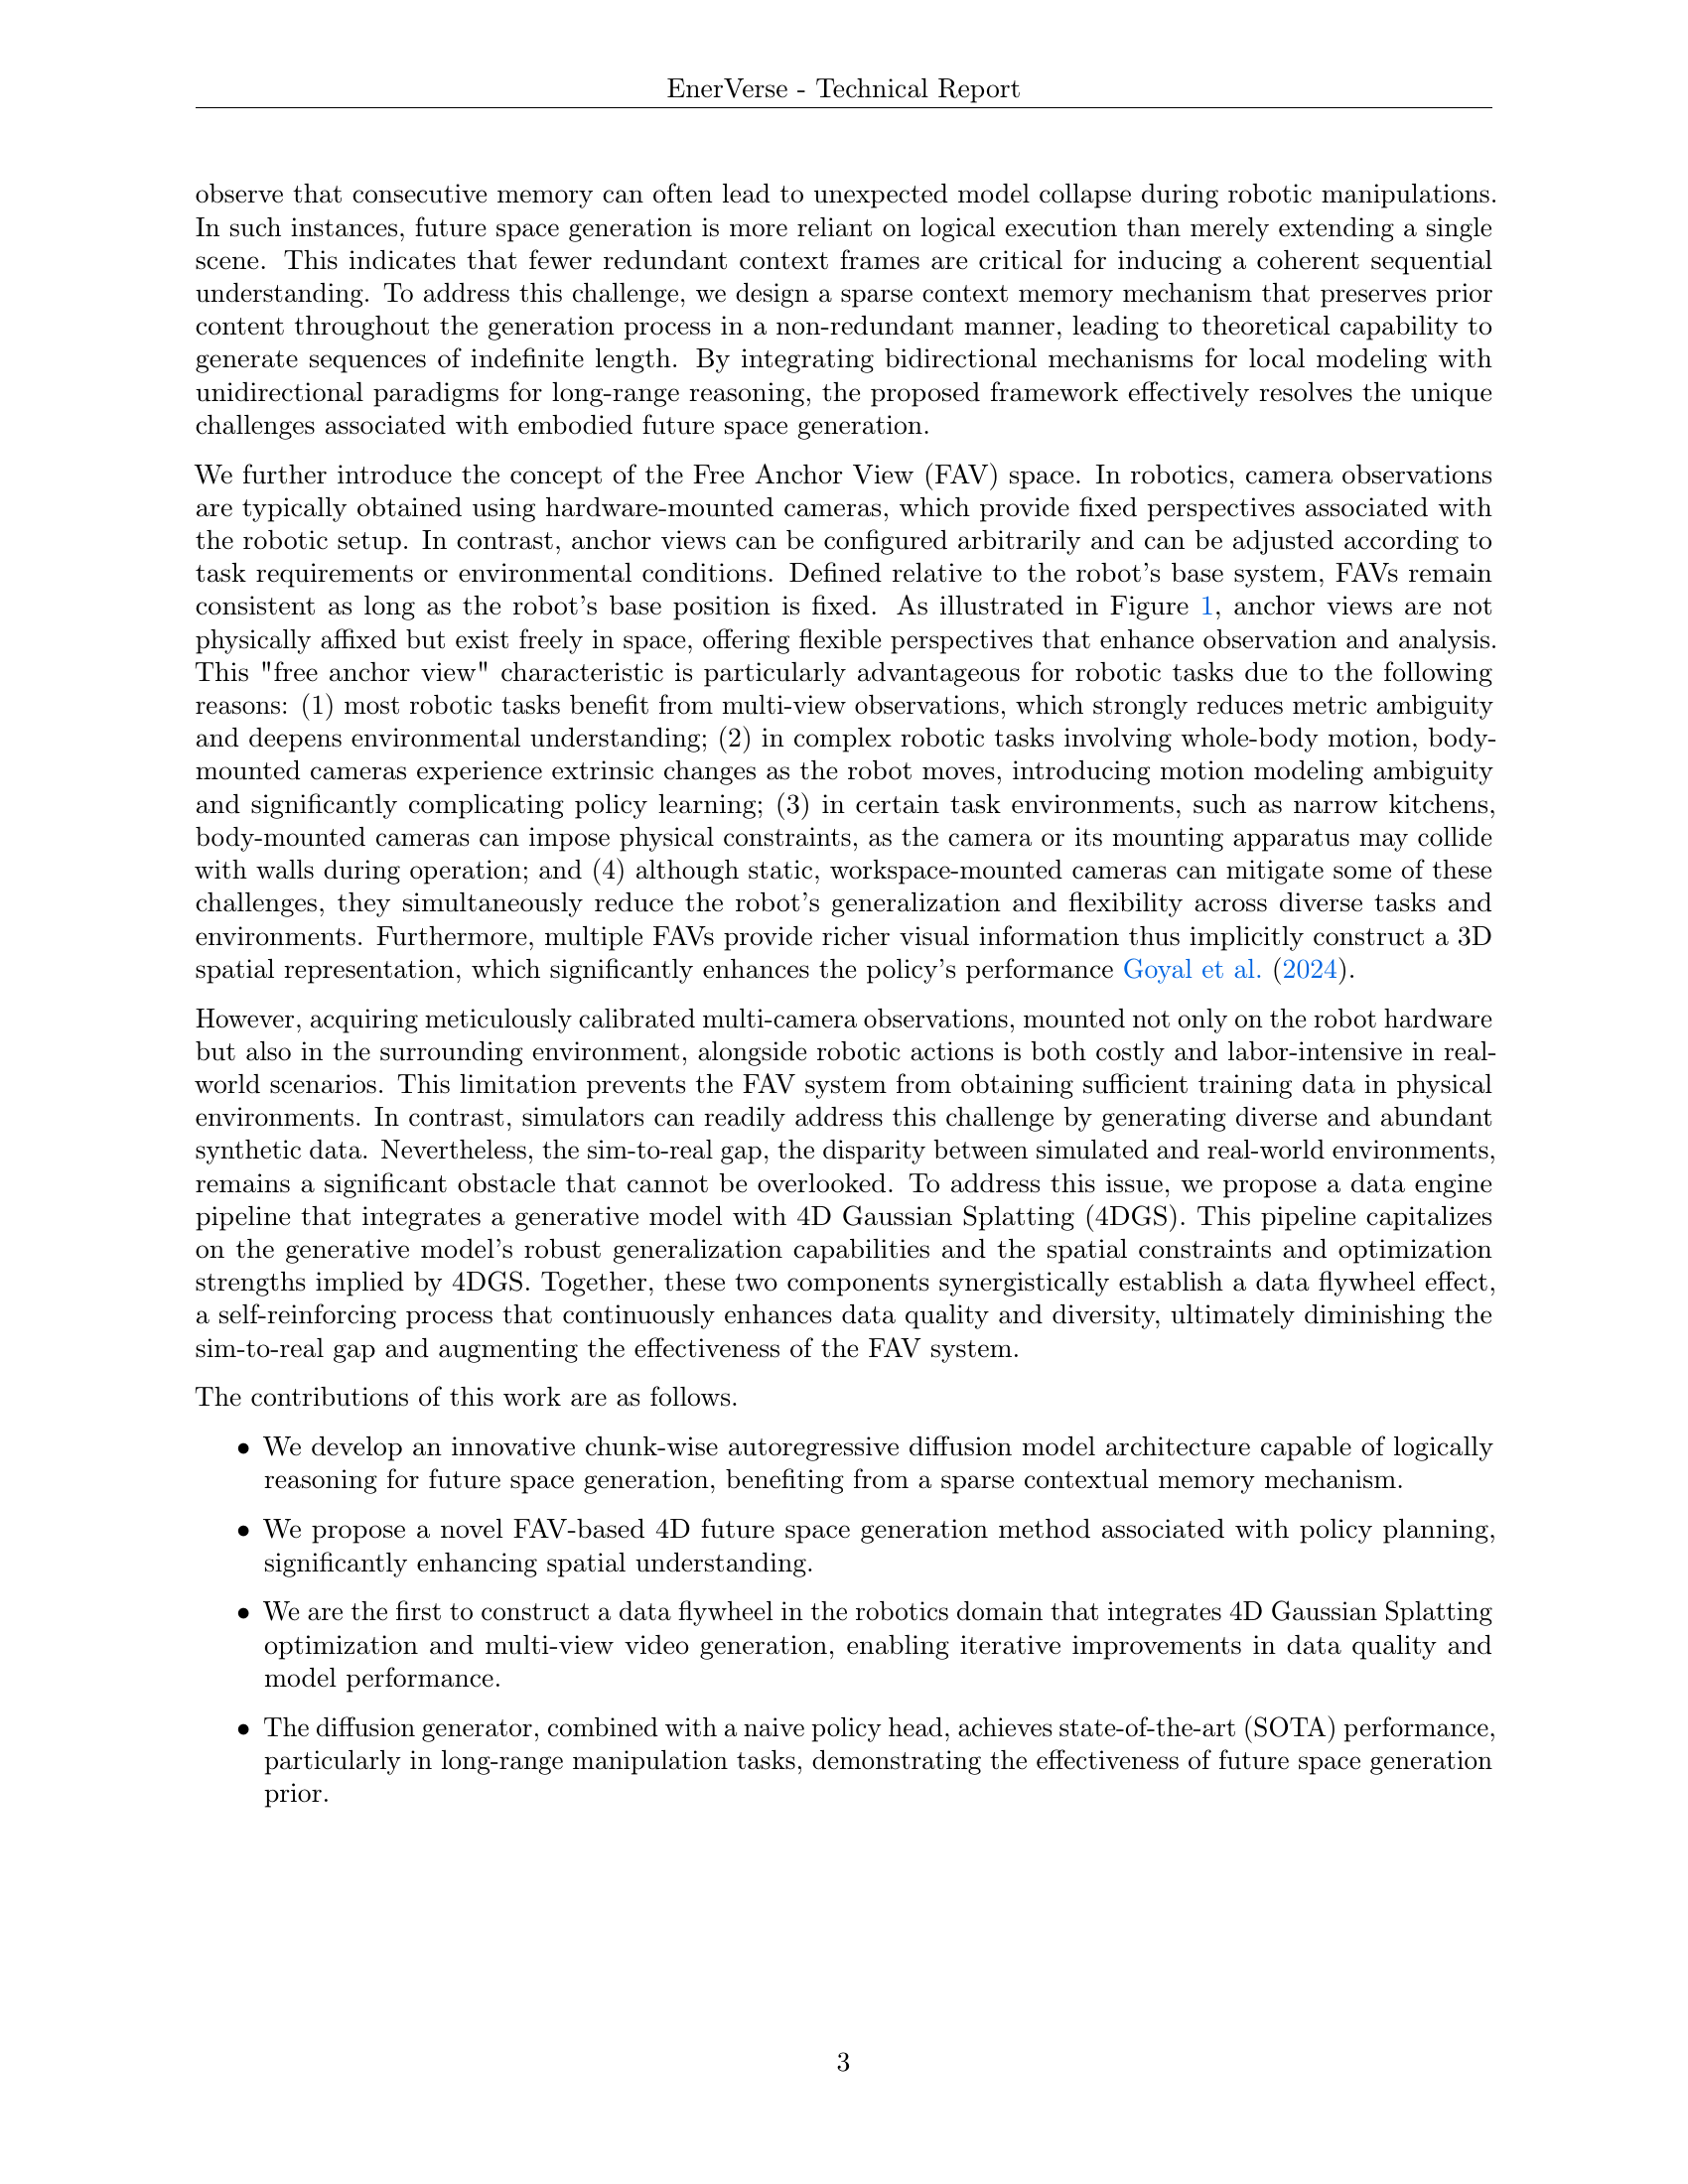 EnerVerse - Technical Report
observe that consecutive memory can often lead to unexpected model collapse during robotic manipulations.
In such instances, future space generation is more reliant on logical execution than merely extending a single
scene. This indicates that fewer redundant context frames are critical for inducing a coherent sequential
understanding. To address this challenge, we design a sparse context memory mechanism that preserves prior
content throughout the generation process in a non-redundant manner, leading to theoretical capability to
generate sequences of indefinite length. By integrating bidirectional mechanisms for local modeling with
unidirectional paradigms for long-range reasoning, the proposed framework effectively resolves the unique
challenges associated with embodied future space generation.
We further introduce the concept of the Free Anchor View (FAV) space. In robotics, camera observations
are typically obtained using hardware-mounted cameras, which provide fixed perspectives associated with
the robotic setup. In contrast, anchor views can be configured arbitrarily and can be adjusted according to
task requirements or environmental conditions. Defined relative to the robot's base system, FAVs remain
consistent as long as the robot's base position is fixed. As illustrated in Figure 1, anchor views are not
physically affixed but exist freely in space, offering flexible perspectives that enhance observation and analysis.
This "free anchor view" characteristic is particularly advantageous for robotic tasks due to the following
reasons: (1) most robotic tasks benefit from multi-view observations, which strongly reduces metric ambiguity
and deepens environmental understanding; (2) in complex robotic tasks involving whole-body motion, body-
mounted cameras experience extrinsic changes as the robot moves, introducing motion modeling ambiguity
and significantly complicating policy learning; (3) in certain task environments, such as narrow kitchens,
body-mounted cameras can impose physical constraints, as the camera or its mounting apparatus may collide
with walls during operation; and (4) although static, workspace-mounted cameras can mitigate some of these
challenges, they simultaneously reduce the robot's generalization and flexibility across diverse tasks and
environments. Furthermore, multiple FAVs provide richer visual information thus implicitly construct a 3D
spatial representation, which significantly enhances the policy's performance Goyal et al. (2024).
However, acquiring meticulously calibrated multi-camera observations, mounted not only on the robot hardware
but also in the surrounding environment, alongside robotic actions is both costly and labor-intensive in real-
world scenarios. This limitation prevents the FAV system from obtaining sufficient training data in physical
environments. In contrast, simulators can readily address this challenge by generating diverse and abundant
synthetic data. Nevertheless, the sim-to-real gap, the disparity between simulated and real-world environments,
remains a significant obstacle that cannot be overlooked. To address this issue, we propose a data engine
pipeline that integrates a generative model with 4D Gaussian Splatting (4DGS). This pipeline capitalizes
on the generative model's robust generalization capabilities and the spatial constraints and optimization
strengths implied by 4DGS. Together, these two components synergistically establish a data flywheel effect,
a self-reinforcing process that continuously enhances data quality and diversity, ultimately diminishing the
sim-to-real gap and augmenting the effectiveness of the FAV system.
The contributions of this work are as follows.
• We develop an innovative chunk-wise autoregressive diffusion model architecture capable of logically
reasoning for future space generation, benefiting from a sparse contextual memory mechanism.
• We propose a novel FAV-based 4D future space generation method associated with policy planning,
significantly enhancing spatial understanding.
• We are the first to construct a data flywheel in the robotics domain that integrates 4D Gaussian Splatting
optimization and multi-view video generation, enabling iterative improvements in data quality and
model performance.
• The diffusion generator, combined with a naive policy head, achieves state-of-the-art (SOTA) performance,
particularly in long-range manipulation tasks, demonstrating the effectiveness of future space generation
prior.
3